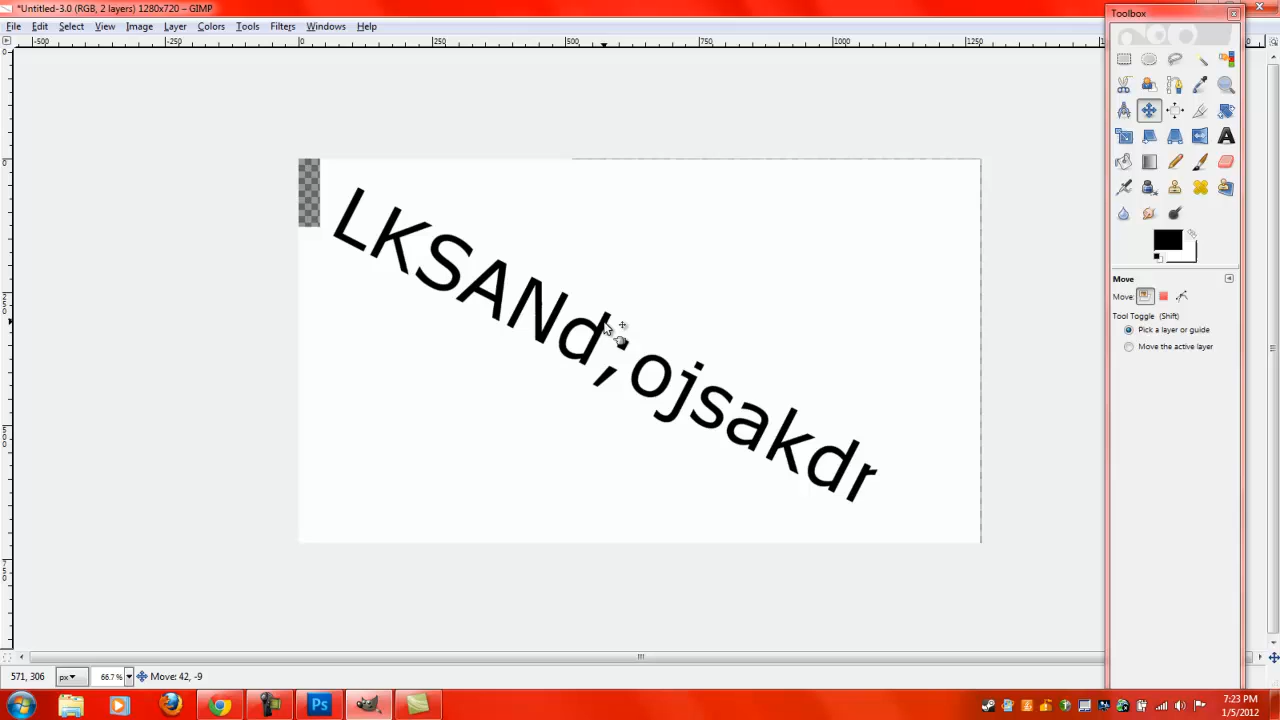 *Untitled-3.0 (RGB, 2 layers) 1280x720 – GIMP
File Edit Select View Image Layer Colors Tools Filters Windows Help
-500 -250 0 250 500 750 1000 1250
Toolbox
LKSANd;ojsakdr
Move
Move:
Tool Toggle (Shift)
Pick a layer or guide
Move the active layer
571, 306 px 66.7 % Move: 42, -9
Ps
7:23 PM
1/5/2012